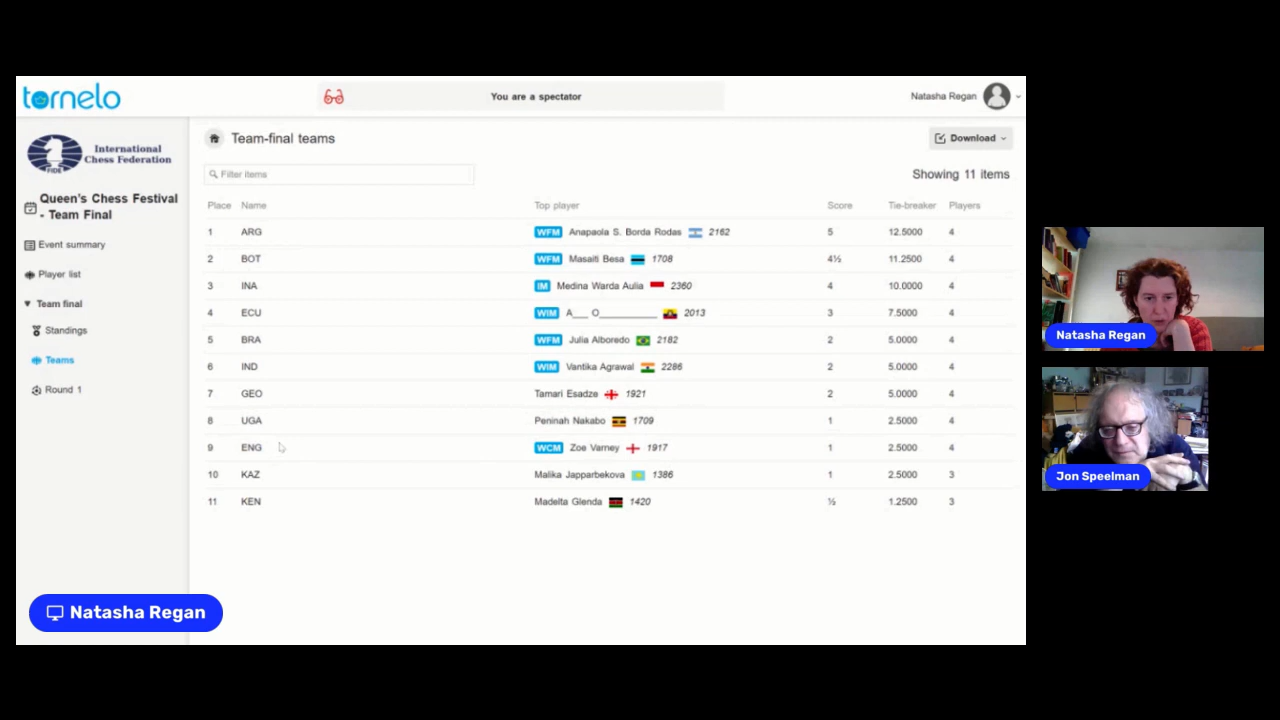 tornelo
You are a spectator
Natasha Regan
International
Chess Federation
FIDE
Queen's Chess Festival
- Team Final
Event summary
Player list
Team final
Standings
Teams
Round 1
Team-final teams
Download
Filter items
Showing 11 items
Place Name Top player Score Tie-breaker Players
1 ARG WFM Anapaola S. Borda Rodas 2162 5 12.5000 4
2 BOT WFM Masaiti Besa 1708 4½ 11.2500 4
3 INA IM Medina Warda Aulia 2360 4 10.0000 4
4 ECU WIM A___ O__________ 2013 3 7.5000 4
5 BRA WFM Julia Alboredo 2182 2 5.0000 4
6 IND WIM Vantika Agrawal 2286 2 5.0000 4
7 GEO Tamari Esadze 1921 2 5.0000 4
8 UGA Peninah Nakabo 1709 1 2.5000 4
9 ENG WCM Zoe Varney 1917 1 2.5000 4
10 KAZ Malika Japparbekova 1386 1 2.5000 3
11 KEN Madelta Glenda 1420 ½ 1.2500 3
Natasha Regan
Natasha Regan
Jon Speelman